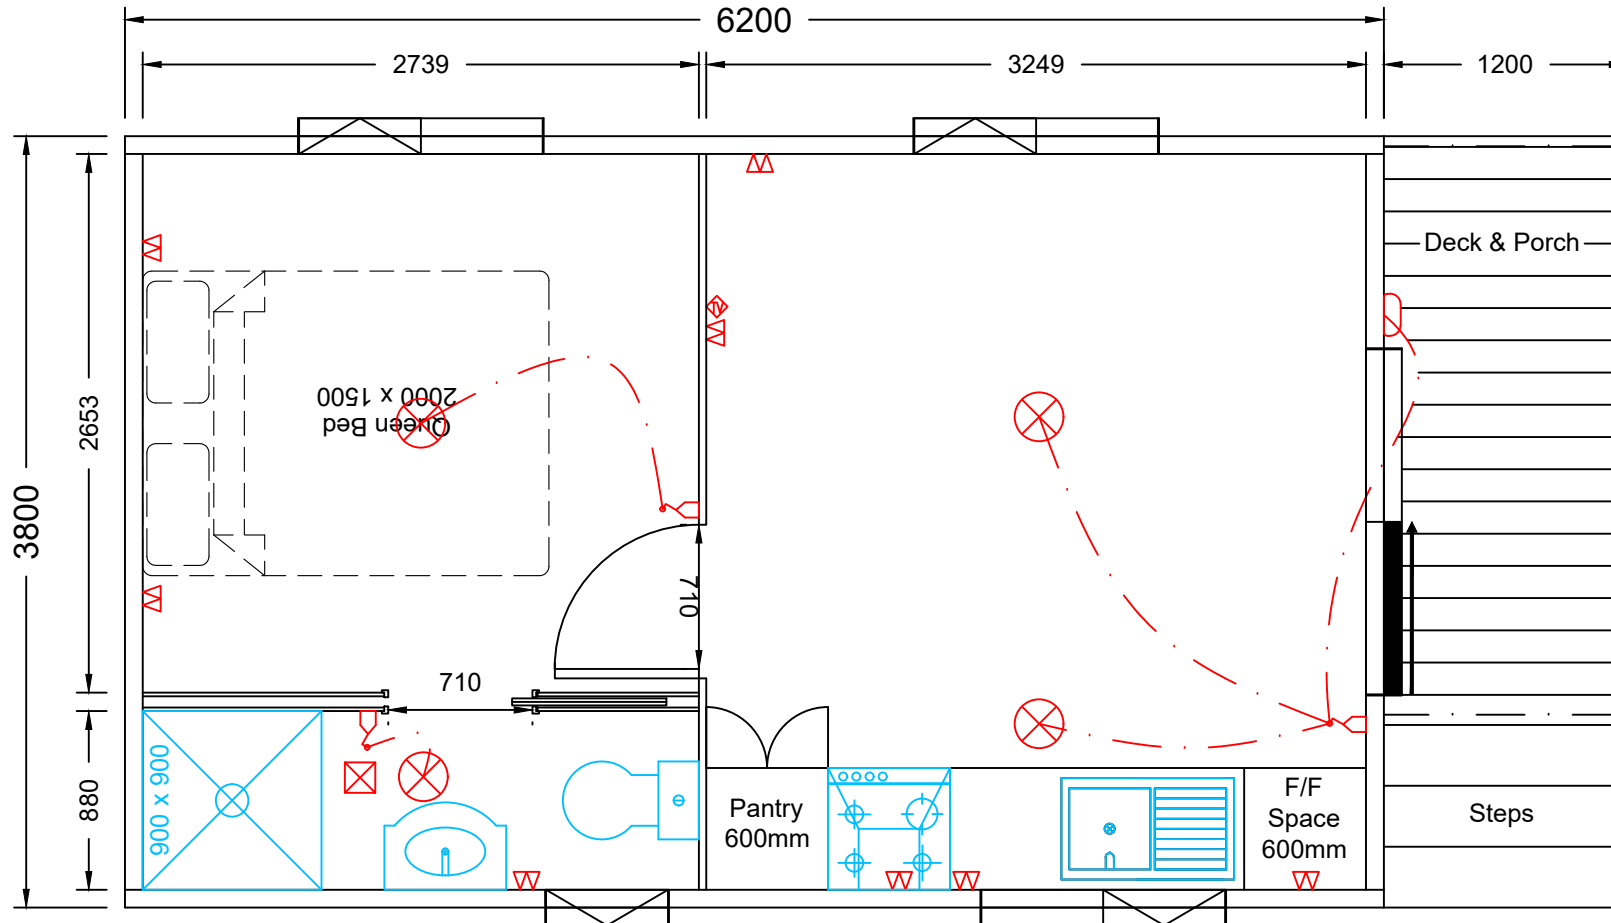 6200
2739
3249
1200
Deck & Porch
2653
3800
Queen Bed
2000 x 1500
710
710
880
900 x 900
Pantry
600mm
F/F
Space
600mm
Steps